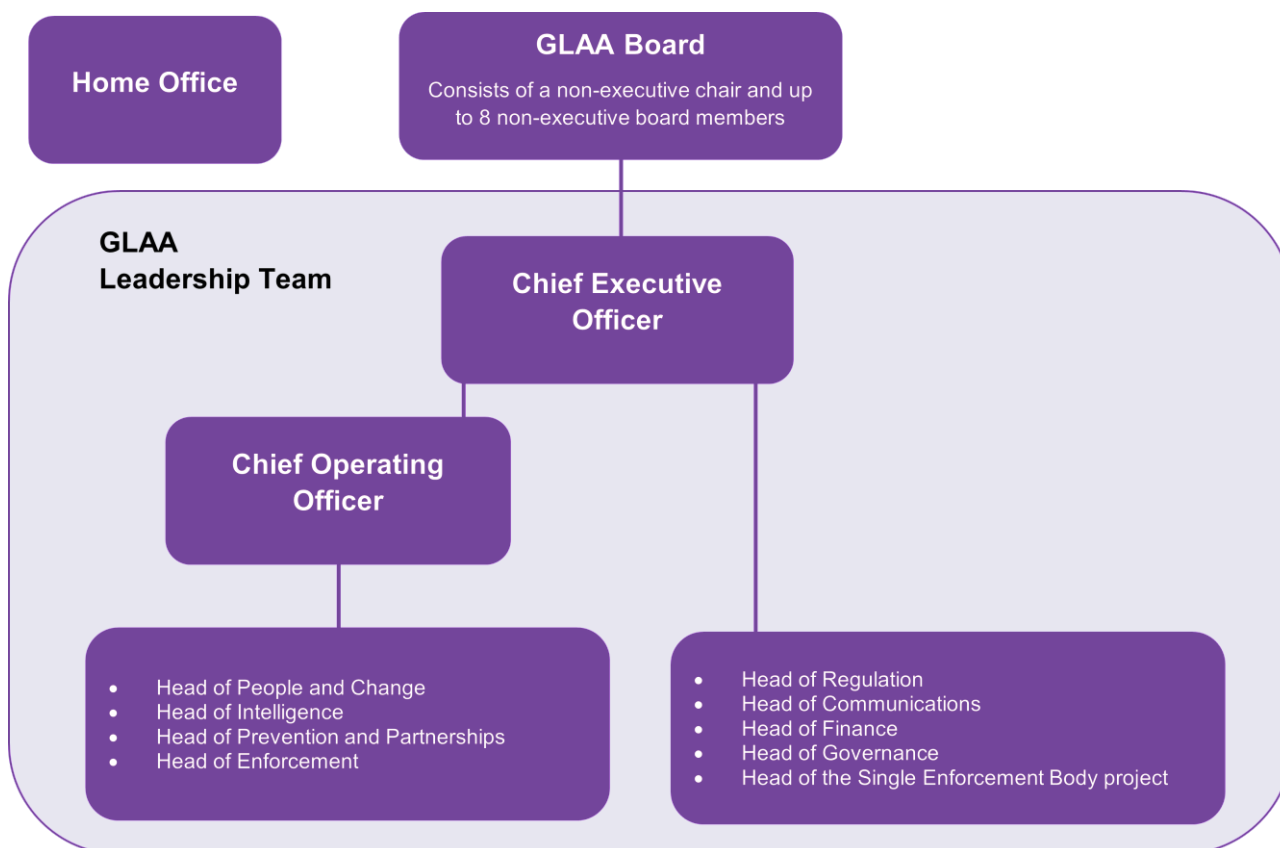 Home Office
GLAA Board
Consists of a non-executive chair and up
to 8 non-executive board members
GLAA
Leadership Team
Chief Executive
Officer
Chief Operating
Officer
• Head of People and Change
• Head of Intelligence
• Head of Prevention and Partnerships
• Head of Enforcement
• Head of Regulation
• Head of Communications
• Head of Finance
• Head of Governance
• Head of the Single Enforcement Body project